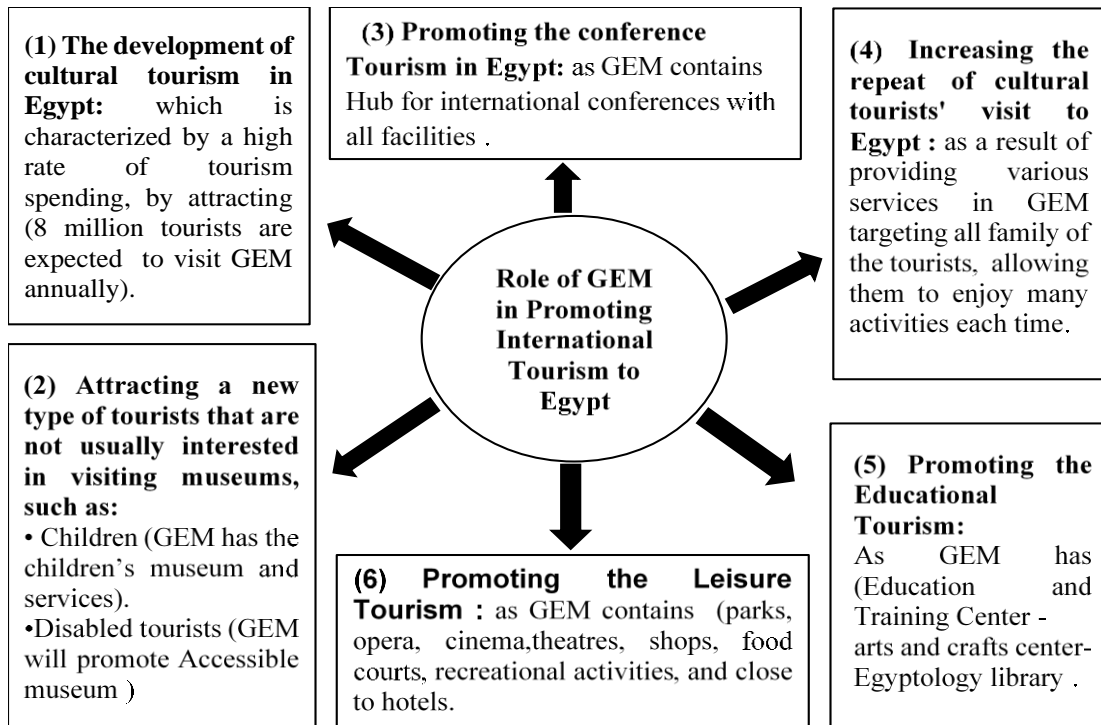 (1) The development of
cultural tourism in
Egypt: which is
characterized by a high
rate of tourism
spending, by attracting
(8 million tourists are
expected to visit GEM
annually).
(2) Attracting a new
type of tourists that are
not usually interested
in visiting museums,
such as:
• Children (GEM has the
children's museum and
services).
•Disabled tourists (GEM
will promote Accessible
museum )
(3) Promoting the conference
Tourism in Egypt: as GEM contains
Hub for international conferences with
all facilities .
Role of GEM
in Promoting
International
Tourism to
Egypt
(4) Increasing the
repeat of cultural
tourists' visit to
Egypt : as a result of
providing various
services in GEM
targeting all family of
the tourists, allowing
them to enjoy many
activities each time.
(5) Promoting the
Educational
Tourism:
As GEM has
(Education and
Training Center -
arts and crafts center-
Egyptology library .
(6) Promoting the Leisure
Tourism : as GEM contains (parks,
opera, cinema,theatres, shops, food
courts, recreational activities, and close
to hotels.